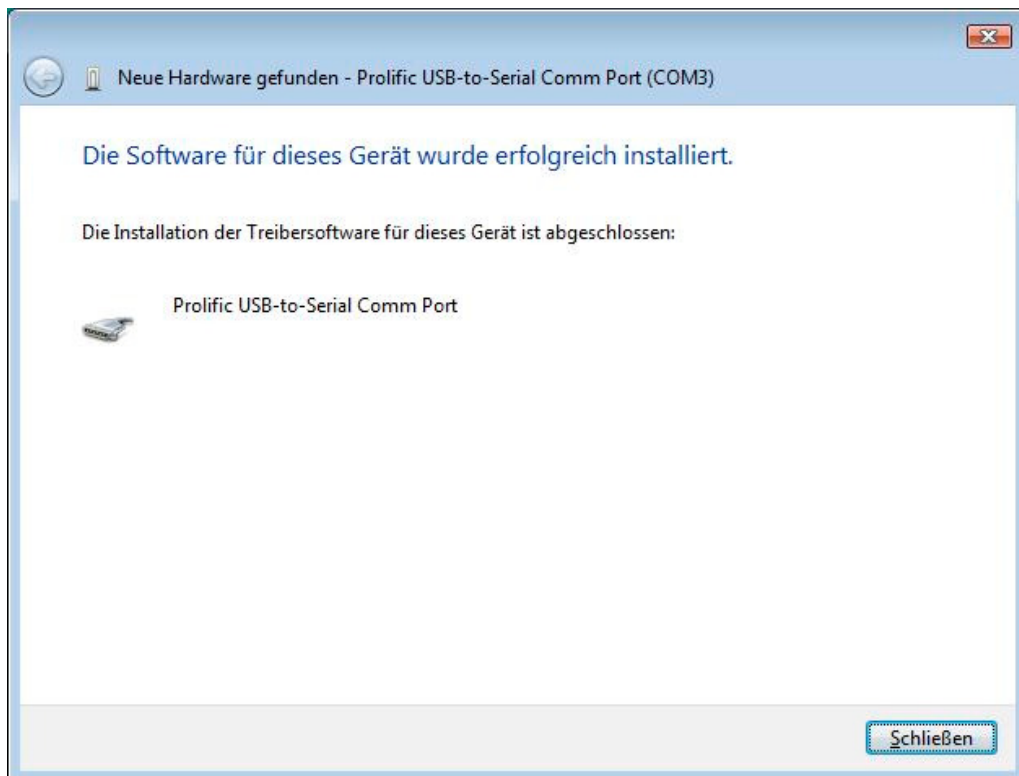 Neue Hardware gefunden - Prolific USB-to-Serial Comm Port (COM3)
Die Software für dieses Gerät wurde erfolgreich installiert.
Die Installation der Treibersoftware für dieses Gerät ist abgeschlossen:
Prolific USB-to-Serial Comm Port
Schließen